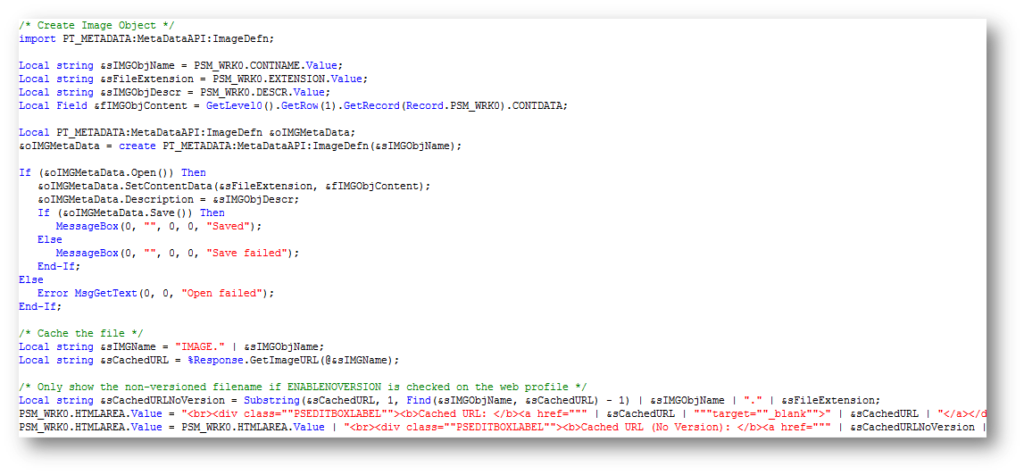 /* Create Image Object */
import PT_METADATA:MetaDataAPI:ImageDefn;
Local string &sIMGObjName = PSM_WRK0.CONTNAME.Value;
Local string &sFileExtension = PSM_WRK0.EXTENSION.Value;
Local string &sIMGObjDescr = PSM_WRK0.DESCR.Value;
Local Field &fIMGObjContent = GetLevel0().GetRow(1).GetRecord(Record.PSM_WRK0).CONTDATA;
Local PT_METADATA:MetaDataAPI:ImageDefn &oIMGMetaData;
&oIMGMetaData = create PT_METADATA:MetaDataAPI:ImageDefn(&sIMGObjName);
If (&oIMGMetaData.Open()) Then
&oIMGMetaData.SetContentData(&sFileExtension, &fIMGObjContent);
&oIMGMetaData.Description = &sIMGObjDescr;
If (&oIMGMetaData.Save()) Then
MessageBox(0, "", 0, 0, "Saved");
Else
MessageBox(0, "", 0, 0, "Save failed");
End-If;
Else
Error MsgGetText(0, 0, "Open failed");
End-If;
/* Cache the file */
Local string &sIMGName = "IMAGE." | &sIMGObjName;
Local string &sCachedURL = %Response.GetImageURL(@&sIMGName);
/* Only show the non-versioned filename if ENABLENOVERSION is checked on the web profile */
Local string &sCachedURLNoVersion = Substring(&sCachedURL, 1, Find(&sIMGObjName, &sCachedURL) - 1) | &sIMGObjName | "." | &sFileExtension;
PSM_WRK0.HTMLAREA.Value = "<br><div class=""PSEDITBOXLABEL""><b>Cached URL: </b><a href=""" | &sCachedURL | """target=""_blank"">" | &sCachedURL | "</a></d
PSM_WRK0.HTMLAREA.Value = PSM_WRK0.HTMLAREA.Value | "<br><div class=""PSEDITBOXLABEL""><b>Cached URL (No Version): </b><a href=""" | &sCachedURLNoVersion |